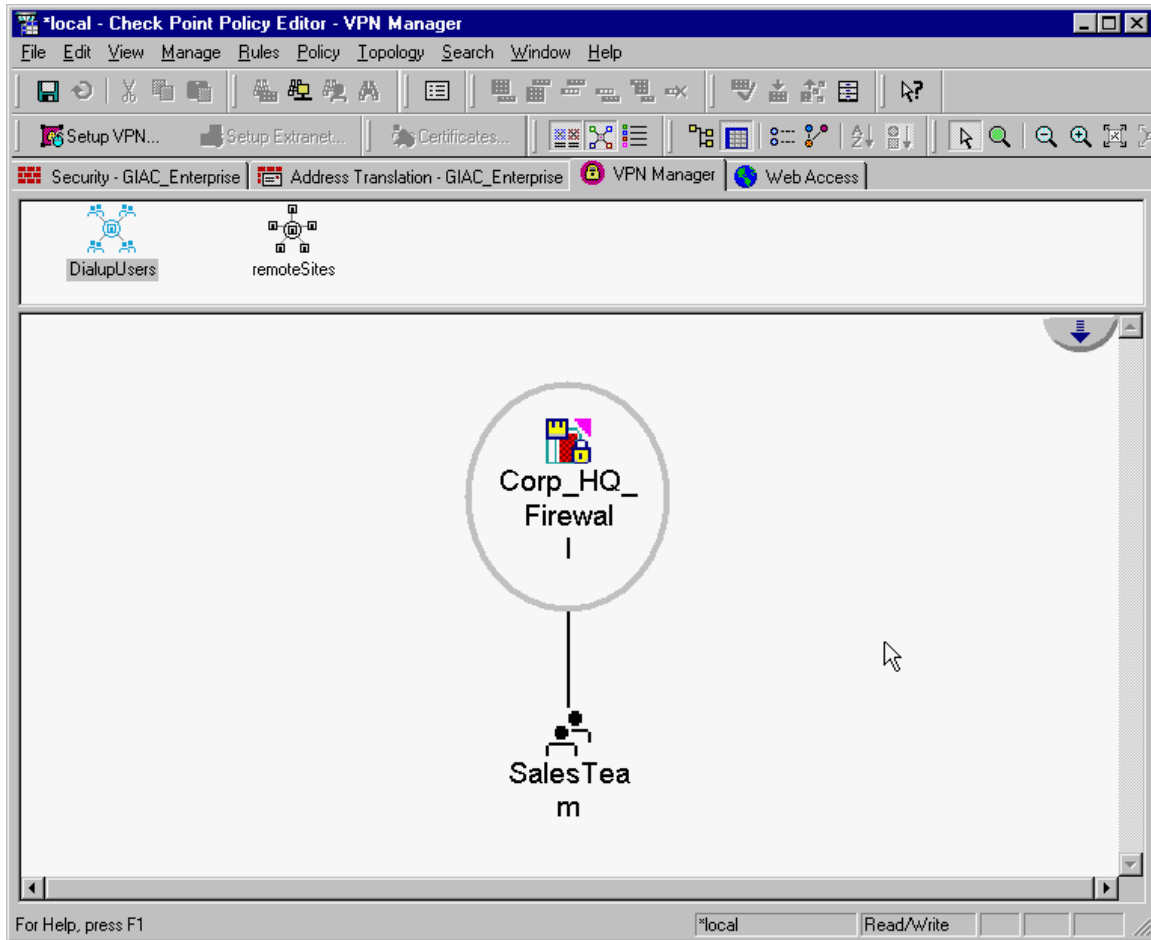 *local - Check Point Policy Editor - VPN Manager
File Edit View Manage Rules Policy Topology Search Window Help
Setup VPN... Setup Extranet... Certificates...
Security - GIAC_Enterprise Address Translation - GIAC_Enterprise VPN Manager Web Access
DialupUsers remoteSites
Corp_HQ_
Firewal
l
SalesTea
m
For Help, press F1 *local Read/Write